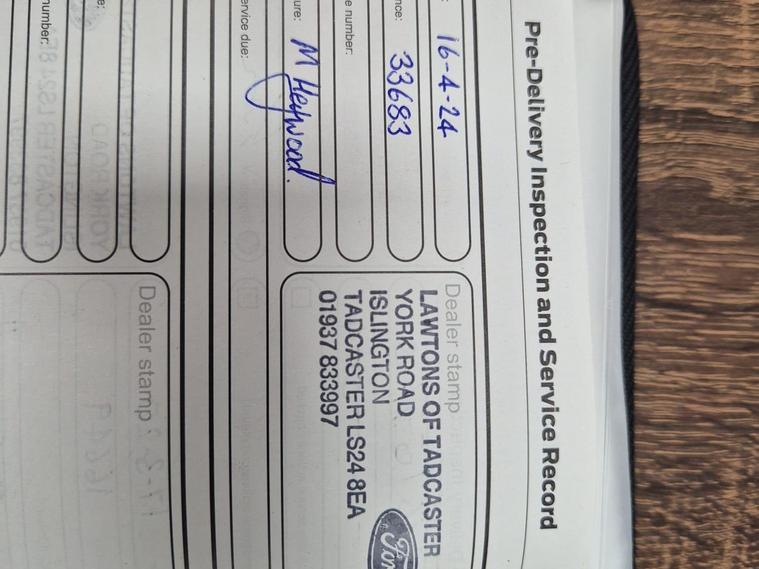 Pre-Delivery Inspection and Service Record
: 16-4-24
nce: 33683
e number:
ure: M Heywood.
ervice due:
Dealer stamp
LAWTONS OF TADCASTER
YORK ROAD
ISLINGTON
TADCASTER LS24 8EA
01937 833997
Ford
e:
number:
Dealer stamp